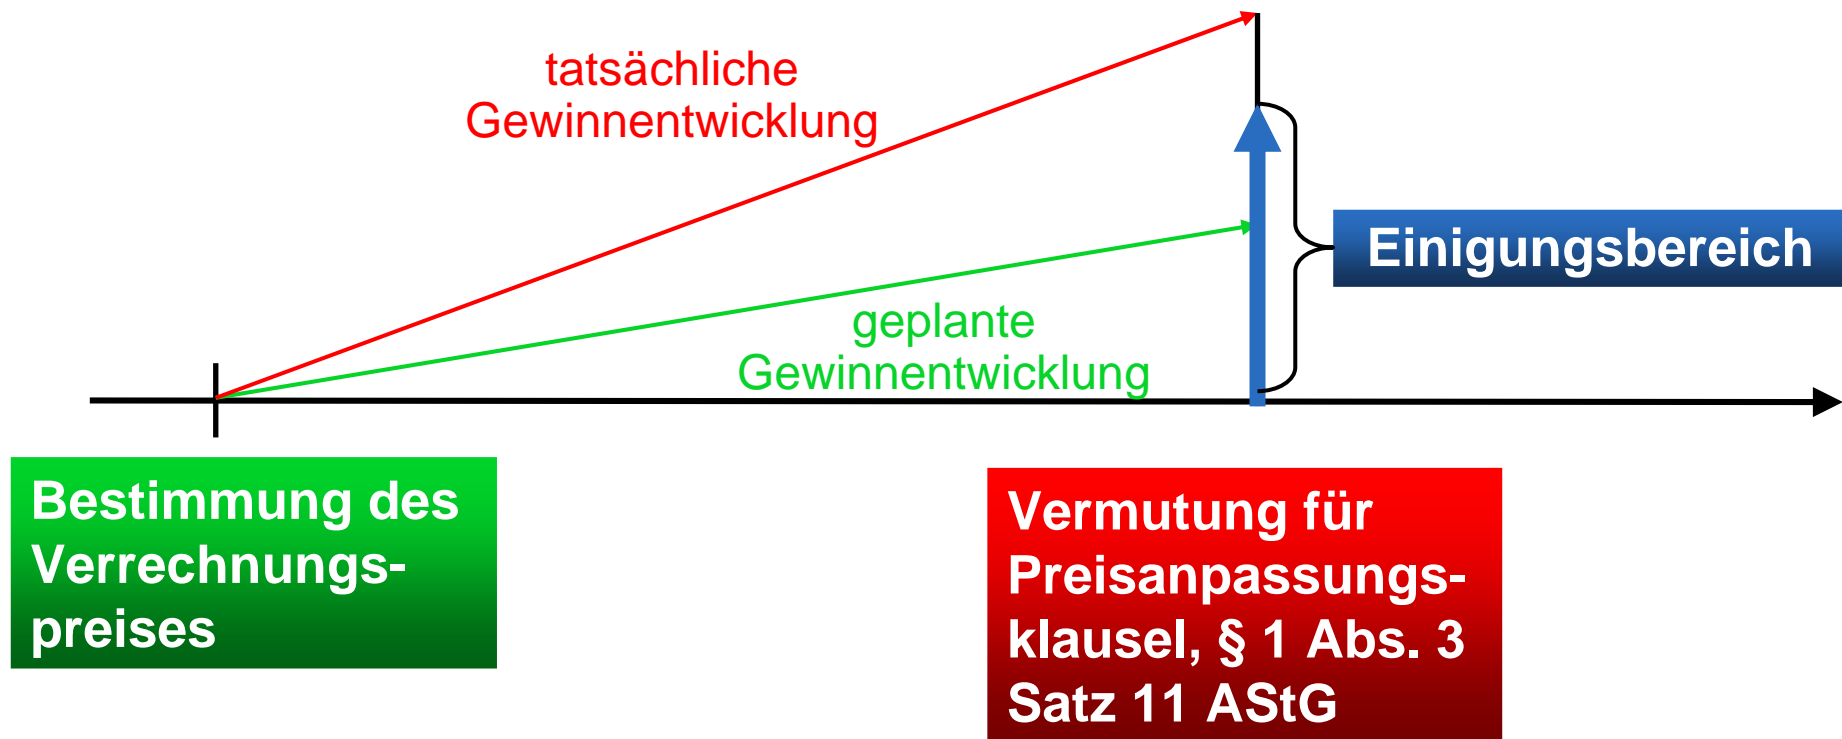 tatsächliche
Gewinnentwicklung
Einigungsbereich
geplante
Gewinnentwicklung
Bestimmung des
Verrechnungs-
preises
Vermutung für
Preisanpassungs-
klausel, § 1 Abs. 3
Satz 11 AStG